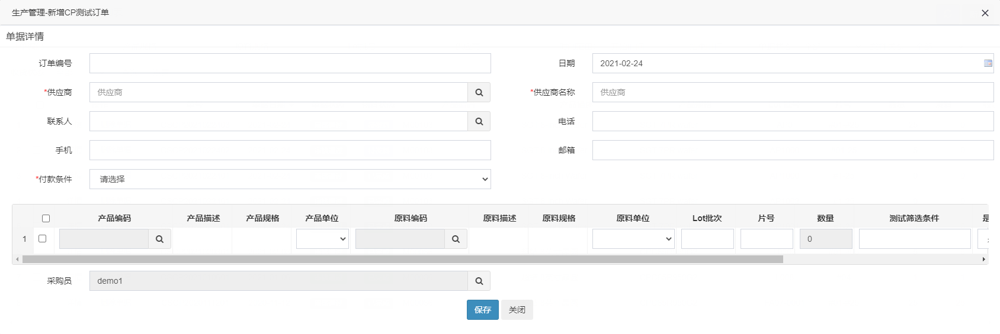 生产管理-新增CP测试订单
单据详情
订单编号
日期 2021-02-24
*供应商 供应商
*供应商名称 供应商
联系人
电话
手机
邮箱
*付款条件 请选择
产品编码 产品描述 产品规格 产品单位 原料编码 原料描述 原料规格 原料单位 Lot批次 片号 数量 测试筛选条件 是
1 0
采购员 demo1
保存 关闭